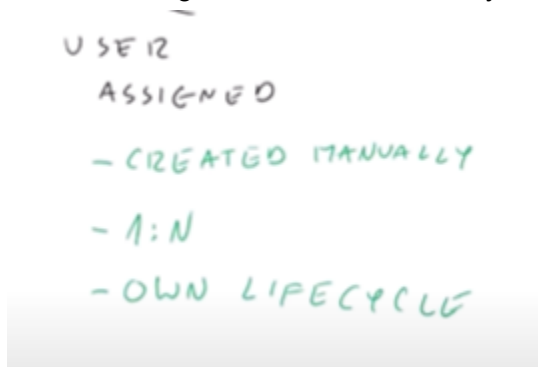 USER
ASSIGNED
- CREATED MANUALLY
- 1:N
- OWN LIFECYCLE